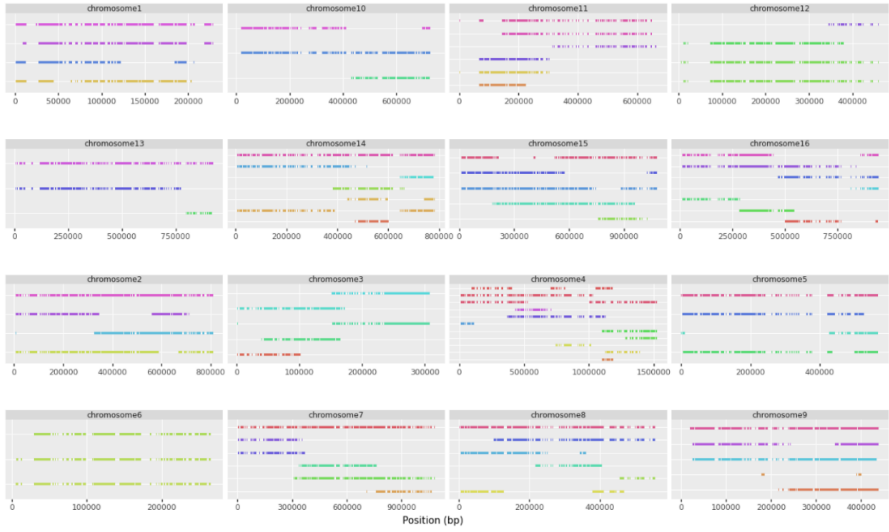 chromosome1
chromosome10
chromosome11
chromosome12
0 50000 100000 150000 200000
0 200000 400000 600000
0 200000 400000 600000
0 100000 200000 300000 400000
chromosome13
chromosome14
chromosome15
chromosome16
0 250000 500000 750000
0 200000 400000 600000 800000
0 300000 600000 900000
0 250000 500000 750000
chromosome2
chromosome3
chromosome4
chromosome5
0 200000 400000 600000 800000
0 100000 200000 300000
0 500000 1000000 1500000
0 200000 400000
chromosome6
chromosome7
chromosome8
chromosome9
0 100000 200000
0 300000 600000 900000
0 200000 400000
0 100000 200000 300000 400000
Position (bp)